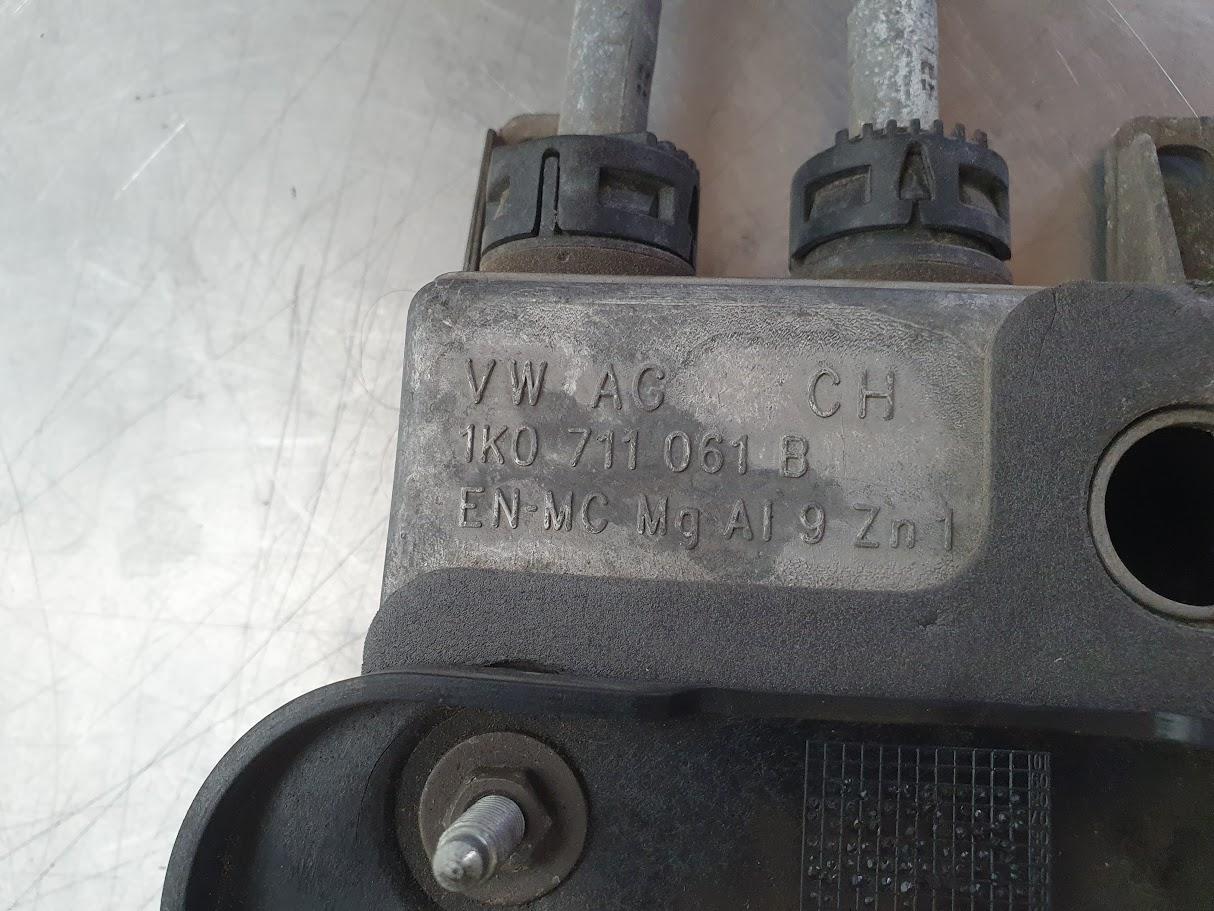 VW AG CH
1K0 711 061 B
EN-MC Mg Al 9 Zn 1